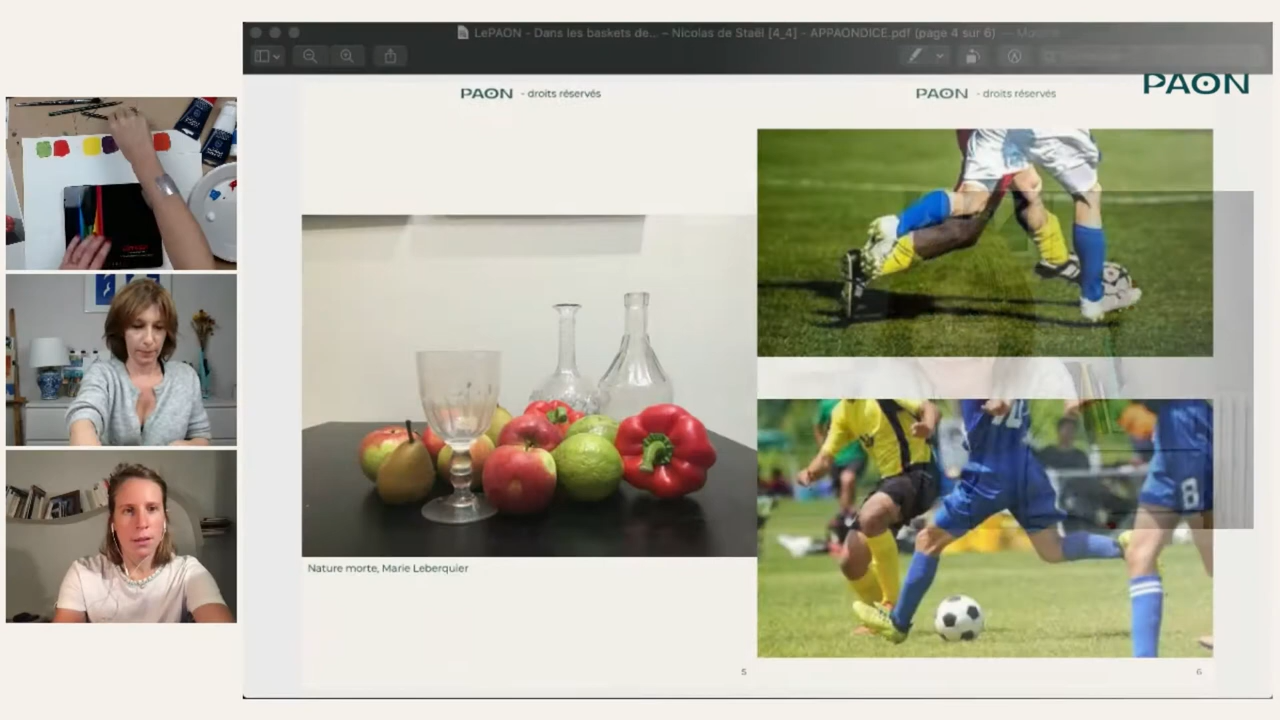 LePAON - Dans les baskets de... – Nicolas de Staël [4_4] - APPAONDICE.pdf (page 4 sur 6)
PAON
PAON - droits réservés
PAON - droits réservés
8
Nature morte, Marie Leberquier
5
6